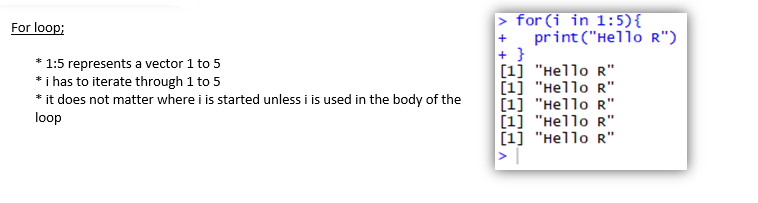 For loop;
* 1:5 represents a vector 1 to 5
* i has to iterate through 1 to 5
* it does not matter where i is started unless i is used in the body of the
loop
> for(i in 1:5){
+   print("Hello R")
+ }
[1] "Hello R"
[1] "Hello R"
[1] "Hello R"
[1] "Hello R"
[1] "Hello R"
>